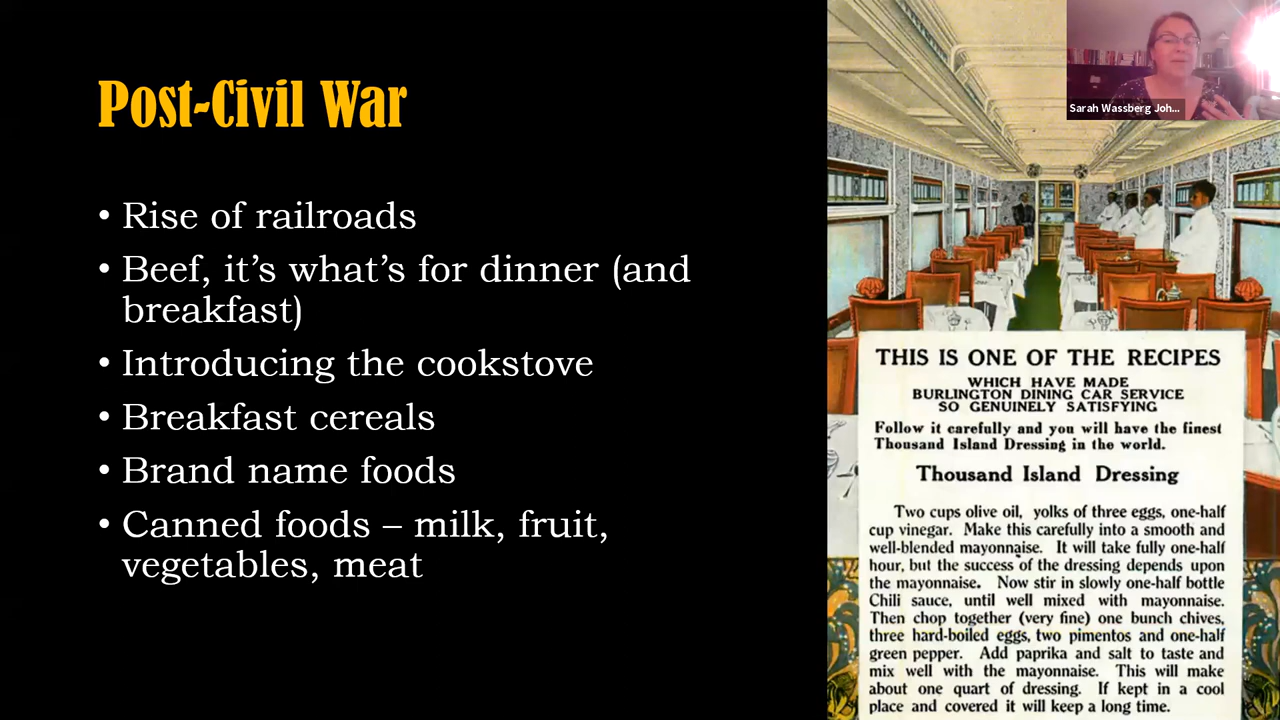 Post-Civil War
• Rise of railroads
• Beef, it's what's for dinner (and
breakfast)
• Introducing the cookstove
• Breakfast cereals
• Brand name foods
• Canned foods – milk, fruit,
vegetables, meat
Sarah Wassberg Joh...
THIS IS ONE OF THE RECIPES
WHICH HAVE MADE
BURLINGTON DINING CAR SERVICE
SO GENUINELY SATISFYING
Follow it carefully and you will have the finest
Thousand Island Dressing in the world.
Thousand Island Dressing
Two cups olive oil, yolks of three eggs, one-half
cup vinegar. Make this carefully into a smooth and
well-blended mayonnaise. It will take fully one-half
hour, but the success of the dressing depends upon
the mayonnaise. Now stir in slowly one-half bottle
Chili sauce, until well mixed with mayonnaise.
Then chop together (very fine) one bunch chives,
three hard-boiled eggs, two pimentos and one-half
green pepper. Add paprika and salt to taste and
mix well with the mayonnaise. This will make
about one quart of dressing. If kept in a cool
place and covered it will keep a long time.